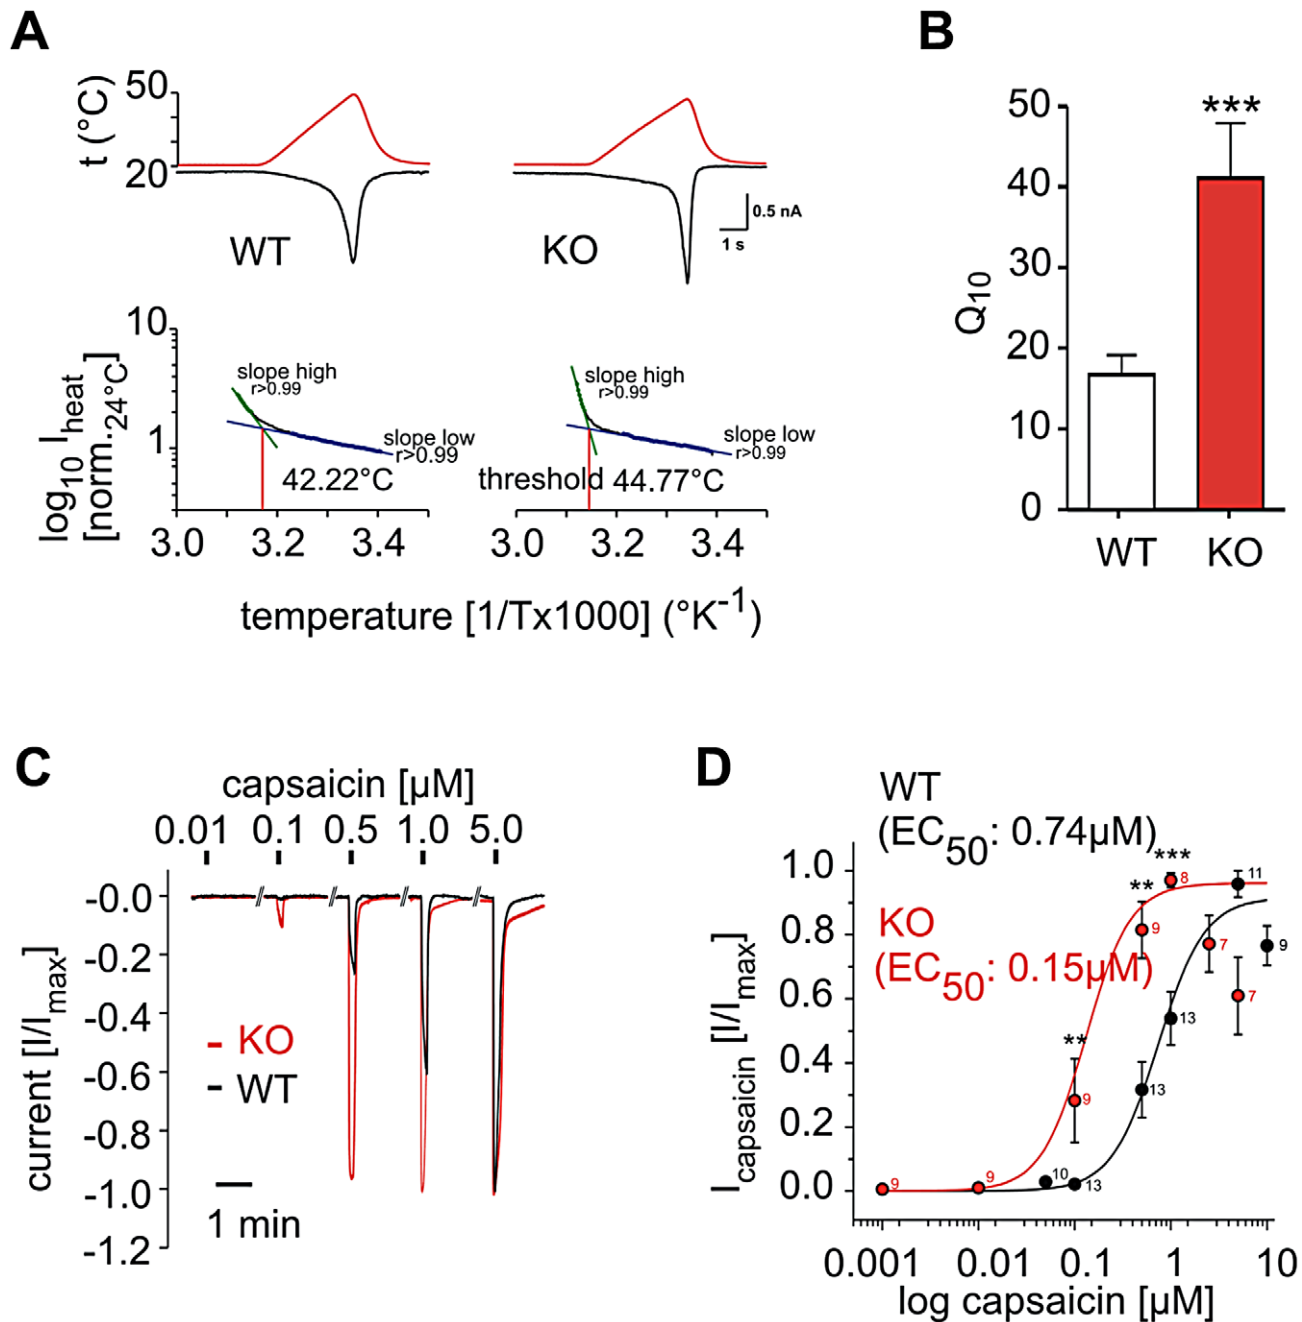 A
50
t (°C)
20
WT
KO
0.5 nA
1 s
10
1
log10 Iheat
[norm.24°C]
slope high
r>0.99
slope low
r>0.99
42.22°C
slope high
r>0.99
slope low
r>0.99
threshold 44.77°C
3.0 3.2 3.4
3.0 3.2 3.4
temperature [1/Tx1000] (°K-1)
B
50
40
30
20
10
0
Q10
***
WT KO
C
capsaicin [µM]
0.01 0.1 0.5 1.0 5.0
-0.0
-0.2
-0.4
-0.6
-0.8
-1.0
-1.2
current [I/Imax]
KO
WT
1 min
D
WT
(EC50: 0.74µM)
KO
(EC50: 0.15µM)
1.0
0.8
0.6
0.4
0.2
0.0
Icapsaicin [I/Imax]
***
8
11
**
9
7
9
7
13
**
9
13
9
9
10
13
0.001 0.01 0.1 1 10
log capsaicin [µM]